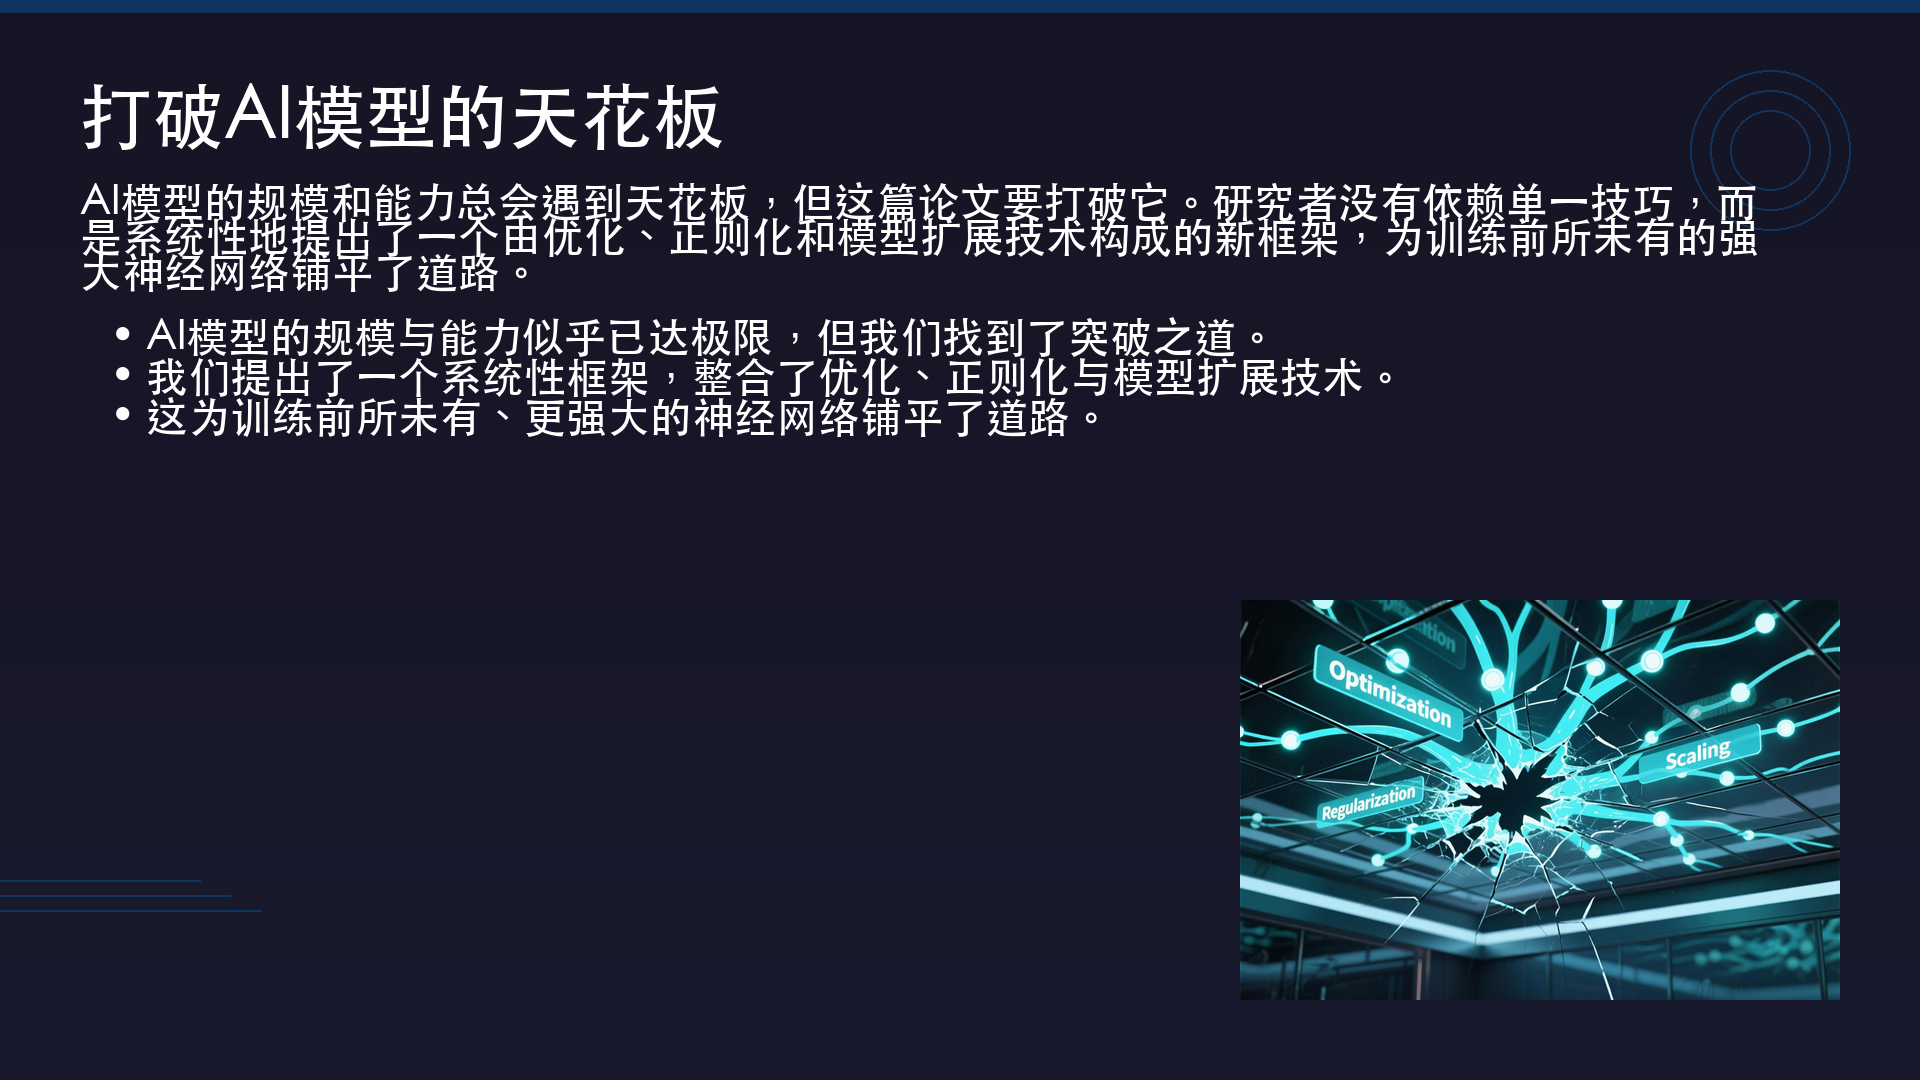 打破AI模型的天花板
AI模型的规模和能力总会遇到天花板，但这篇论文要打破它。研究者没有依赖单一技巧，而
是系统性地提出了一个由优化、正则化和模型扩展技术构成的新框架，为训练前所未有的强
大神经网络铺平了道路。
• AI模型的规模与能力似乎已达极限，但我们找到了突破之道。
• 我们提出了一个系统性框架，整合了优化、正则化与模型扩展技术。
• 这为训练前所未有、更强大的神经网络铺平了道路。
Optimization
Scaling
Regularization